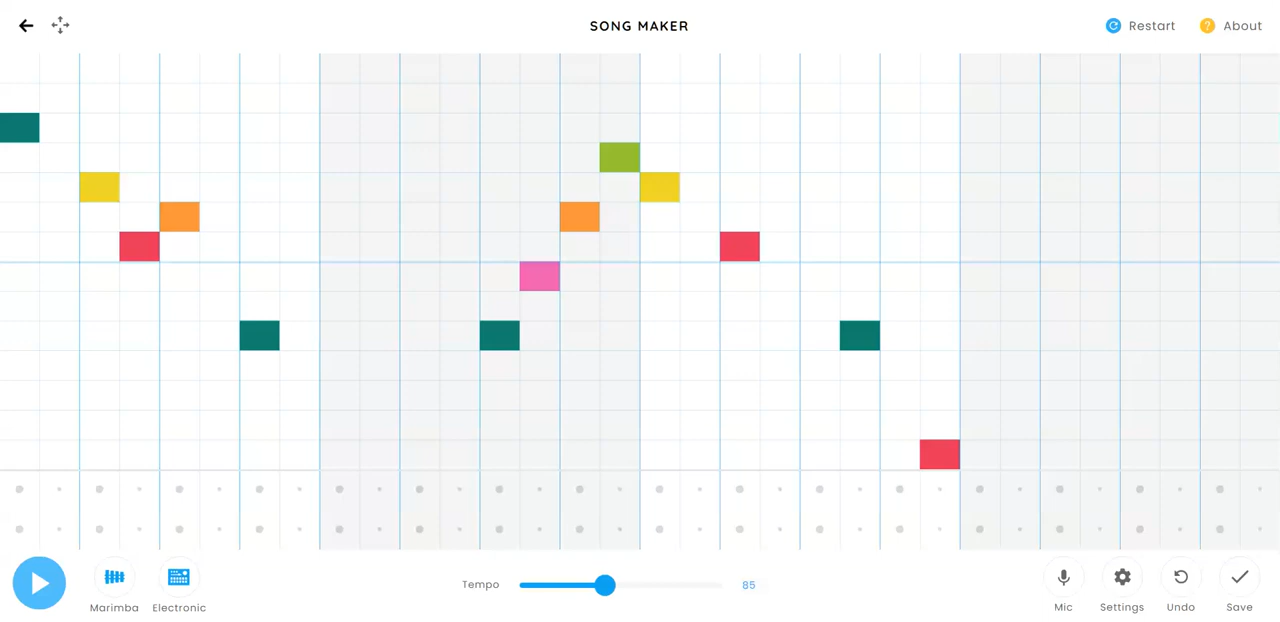 SONG MAKER
Restart
? About
Marimba
Electronic
Tempo
85
Mic
Settings
Undo
Save